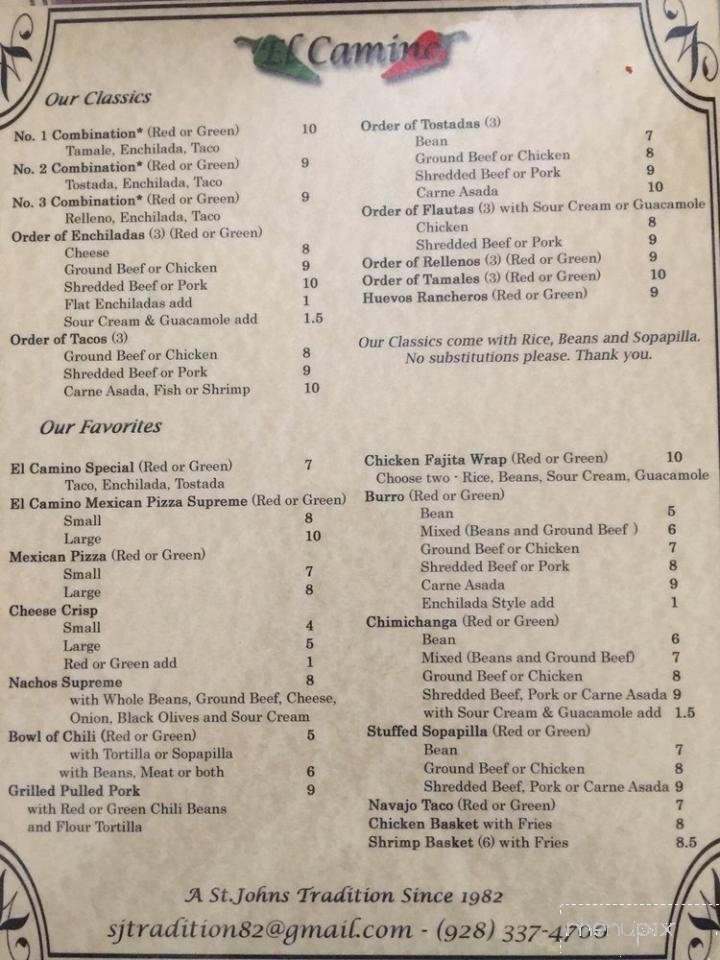 El Camino
Our Classics
No. 1 Combination* (Red or Green) 10
Tamale, Enchilada, Taco
No. 2 Combination* (Red or Green) 9
Tostada, Enchilada, Taco
No. 3 Combination* (Red or Green) 9
Relleno, Enchilada, Taco
Order of Enchiladas (3) (Red or Green)
Cheese 8
Ground Beef or Chicken 9
Shredded Beef or Pork 10
Flat Enchiladas add 1
Sour Cream & Guacamole add 1.5
Order of Tacos (3)
Ground Beef or Chicken 8
Shredded Beef or Pork 9
Carne Asada, Fish or Shrimp 10
Order of Tostadas (3)
Bean 7
Ground Beef or Chicken 8
Shredded Beef or Pork 9
Carne Asada 10
Order of Flautas (3) with Sour Cream or Guacamole
Chicken 8
Shredded Beef or Pork 9
Order of Rellenos (3) (Red or Green) 9
Order of Tamales (3) (Red or Green) 10
Huevos Rancheros (Red or Green) 9
Our Classics come with Rice, Beans and Sopapilla.
No substitutions please. Thank you.
Our Favorites
El Camino Special (Red or Green) 7
Taco, Enchilada, Tostada
El Camino Mexican Pizza Supreme (Red or Green)
Small 8
Large 10
Mexican Pizza (Red or Green)
Small 7
Large 8
Cheese Crisp
Small 4
Large 5
Red or Green add 1
Nachos Supreme 8
with Whole Beans, Ground Beef, Cheese,
Onion, Black Olives and Sour Cream
Bowl of Chili (Red or Green) 5
with Tortilla or Sopapilla
with Beans, Meat or both 6
Grilled Pulled Pork 9
with Red or Green Chili Beans
and Flour Tortilla
Chicken Fajita Wrap (Red or Green) 10
Choose two - Rice, Beans, Sour Cream, Guacamole
Burro (Red or Green)
Bean 5
Mixed (Beans and Ground Beef ) 6
Ground Beef or Chicken 7
Shredded Beef or Pork 8
Carne Asada 9
Enchilada Style add 1
Chimichanga (Red or Green)
Bean 6
Mixed (Beans and Ground Beef) 7
Ground Beef or Chicken 8
Shredded Beef, Pork or Carne Asada 9
with Sour Cream & Guacamole add 1.5
Stuffed Sopapilla (Red or Green)
Bean 7
Ground Beef or Chicken 8
Shredded Beef, Pork or Carne Asada 9
Navajo Taco (Red or Green) 7
Chicken Basket with Fries 8
Shrimp Basket (6) with Fries 8.5
A St.Johns Tradition Since 1982
sjtradition82@gmail.com - (928) 337-4700
menupix